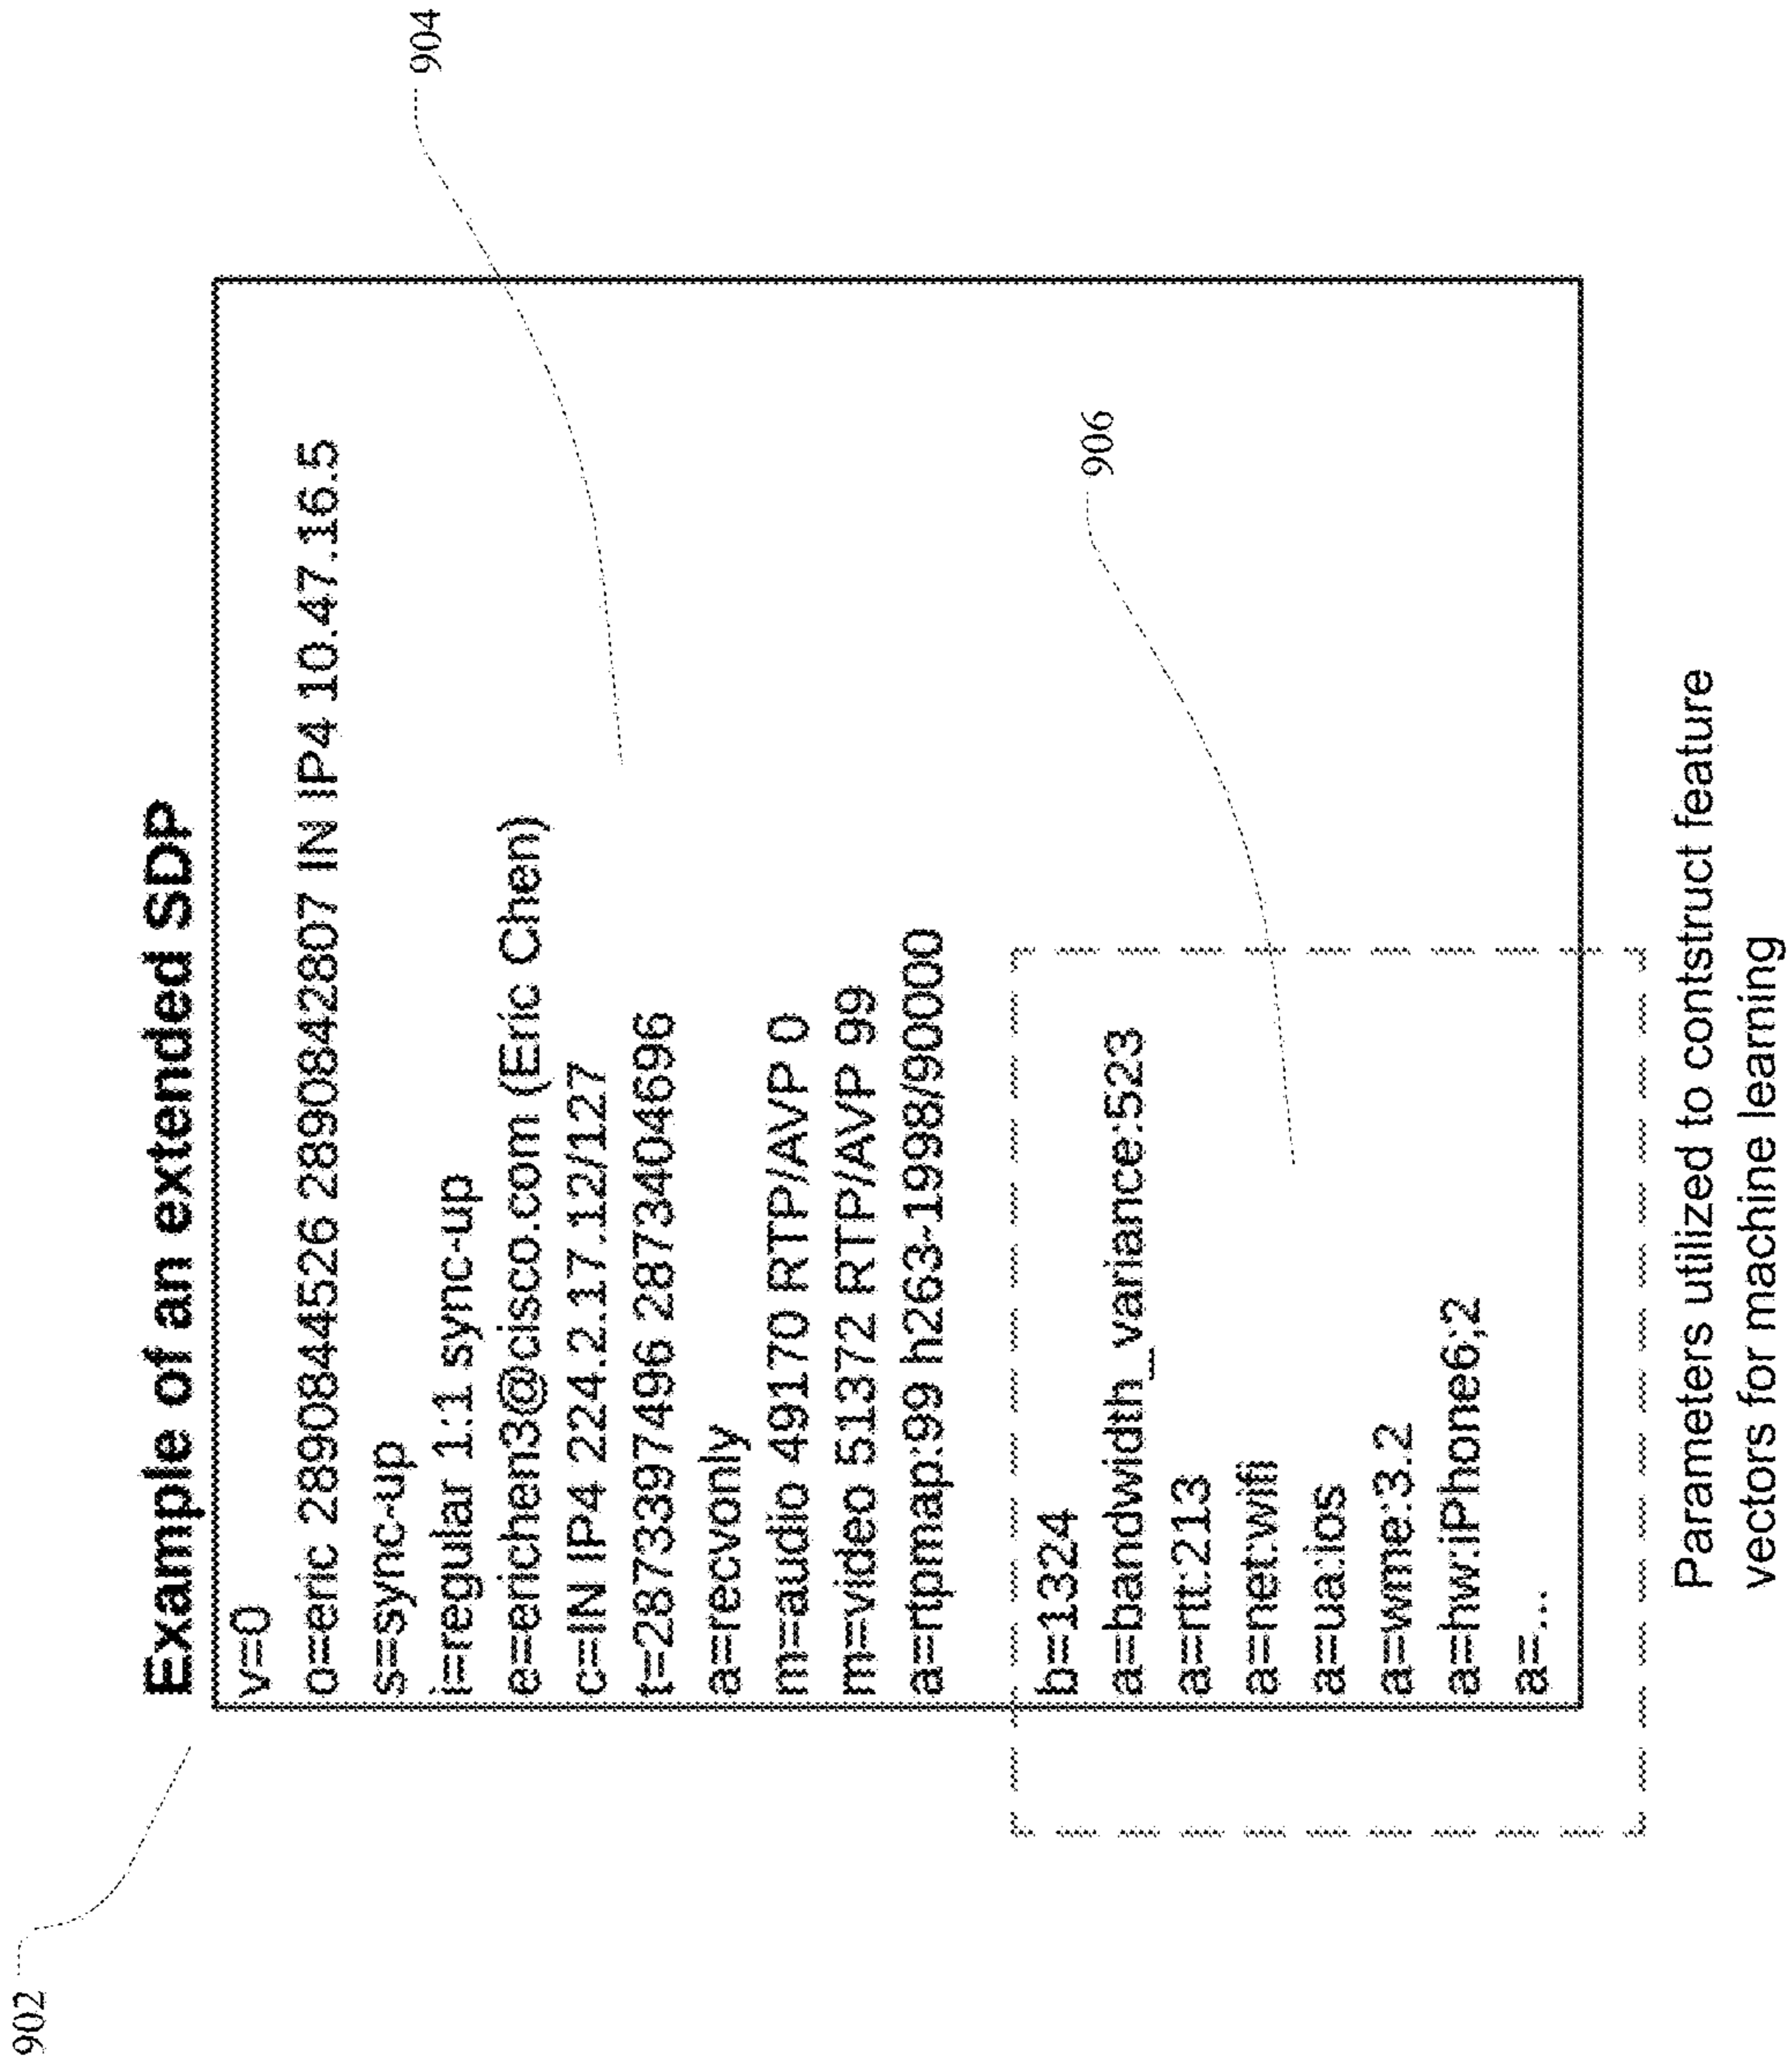 902
Example of an extended SDP
904
v=0
o=eric 2890844526 2890842807 IN IP4 10.47.16.5
s=sync-up
i=regular 1:1 sync-up
e=erichen3@cisco.com (Eric Chen)
c=IN IP4 224.2.17.12/127
t=2873397496 2873404696
a=recvonly
m=audio 49170 RTP/AVP 0
m=video 51372 RTP/AVP 99
a=rtpmap:99 h263-1998/90000
906
b=1324
a=bandwidth_variance:523
a=rtt:213
a=net:wifi
a=ua:ios
a=wme:3.2
a=hw:iPhone6;2
a=...
Parameters utilized to contstruct feature
vectors for machine learning